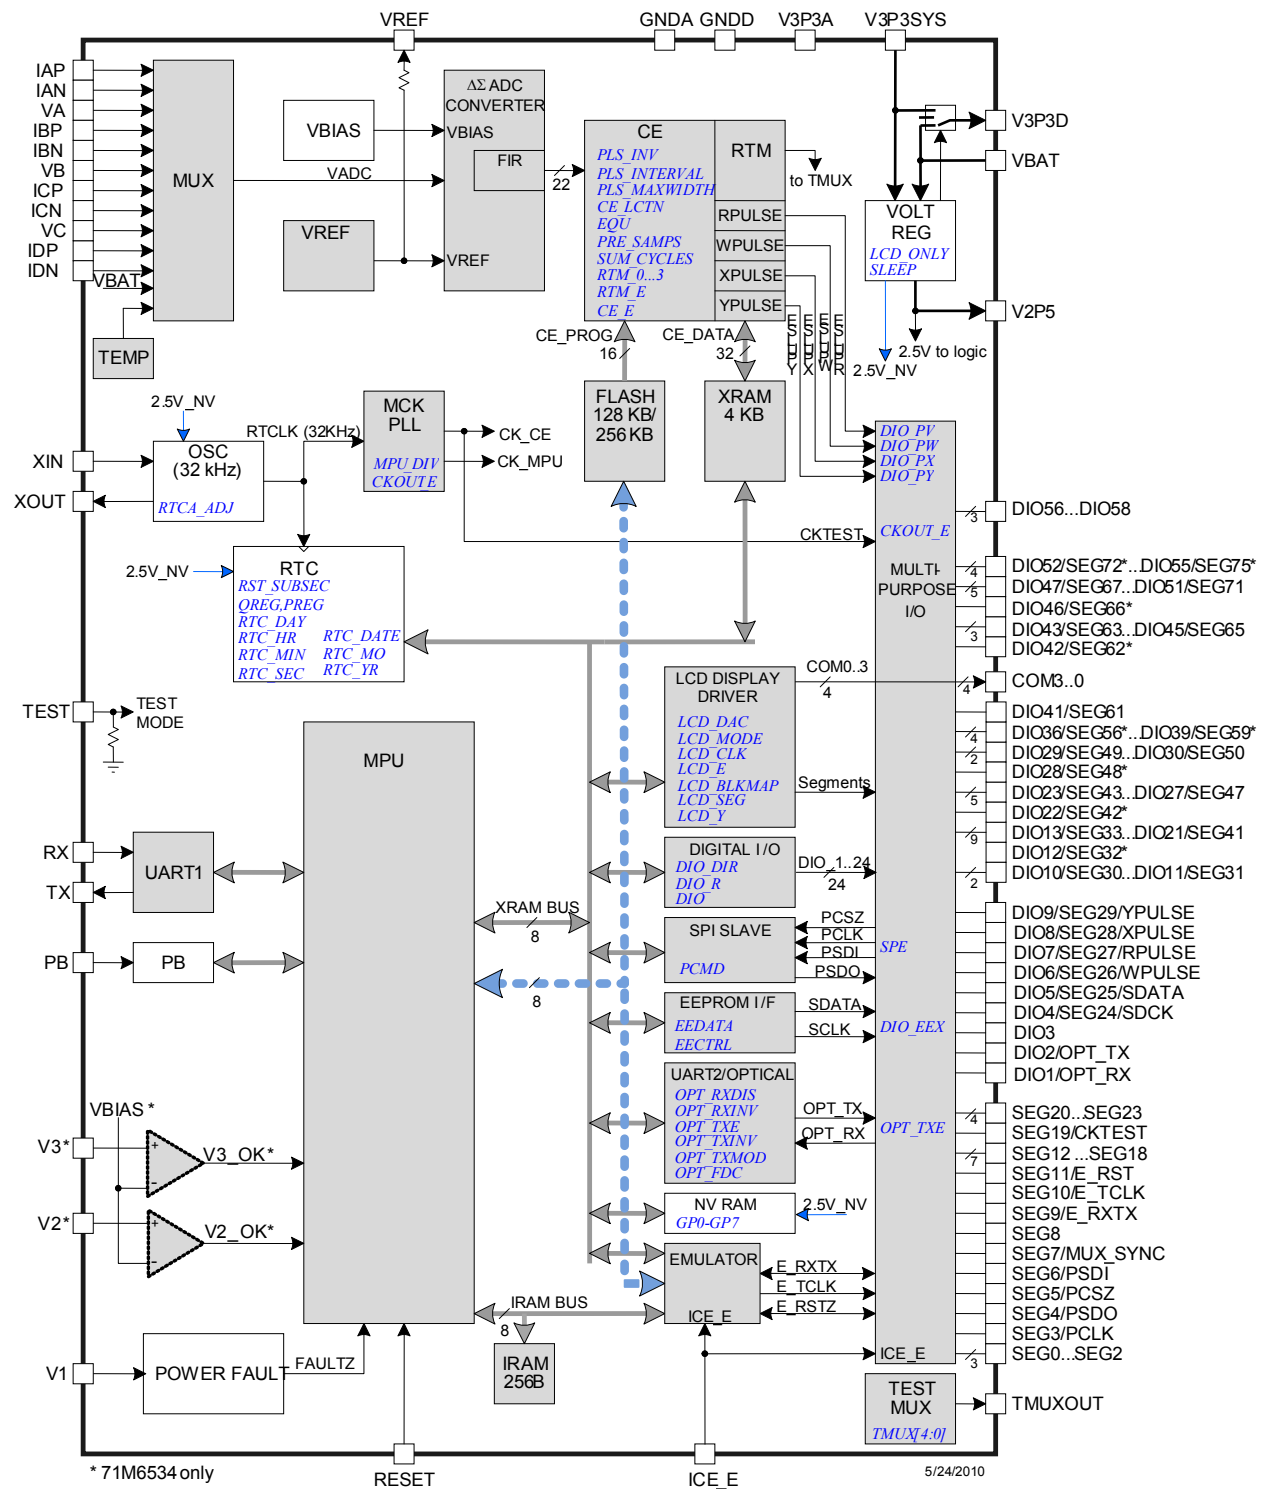 VREF
GNDA GNDD V3P3A V3P3SYS
IAP
IAN
VA
IBP
IBN
VB
ICP
ICN
VC
IDP
IDN
VBAT
MUX
TEMP
VBIAS
VADC
VREF
ΔΣ ADC
CONVERTER
VBIAS
FIR
VREF
22
CE
PLS_INV
PLS_INTERVAL
PLS_MAXWIDTH
CE_LCTN
EQU
PRE_SAMPS
SUM_CYCLES
RTM_0...3
RTM_E
CE_E
RTM
to TMUX
RPULSE
WPULSE
XPULSE
YPULSE
VOLT
REG
LCD_ONLY
SLEEP
V3P3D
VBAT
V2P5
2.5V to logic
2.5V_NV
CE_PROG
16
CE_DATA
32
FLASH
128 KB/
256 KB
XRAM
4 KB
2.5V_NV
OSC
(32 kHz)
RTCA_ADJ
XIN
XOUT
RTCLK (32KHz)
MCK
PLL
MPU_DIV
CKOUT_E
CK_CE
CK_MPU
CKTEST
2.5V_NV
RTC
RST_SUBSEC
QREG,PREG
RTC_DAY
RTC_HR
RTC_MIN
RTC_SEC
RTC_DATE
RTC_MO
RTC_YR
TEST
TEST
MODE
MPU
RX
TX
UART1
PB
PB
XRAM BUS
8
8
VBIAS *
V3*
V3_OK*
V2*
V2_OK*
V1
POWER FAULT
FAULTZ
IRAM BUS
8
IRAM
256B
LCD DISPLAY
DRIVER
LCD_DAC
LCD_MODE
LCD_CLK
LCD_E
LCD_BLKMAP
LCD_SEG
LCD_Y
COM0..3
4
Segments
DIGITAL I/O
DIO_DIR
DIO_R
DIO
DIO_1..24
24
SPI SLAVE
PCMD
PCSZ
PCLK
PSDI
PSDO
EEPROM I/F
EEDATA
EECTRL
SDATA
SCLK
UART2/OPTICAL
OPT_RXDIS
OPT_RXINV
OPT_TXE
OPT_TXINV
OPT_TXMOD
OPT_FDC
OPT_TX
OPT_RX
NV RAM
GP0-GP7
2.5V_NV
EMULATOR
ICE_E
E_RXTX
E_TCLK
E_RSTZ
DIO_PV
DIO_PW
DIO_PX
DIO_PY
CKOUT_E
MULTI-
PURPOSE
I/O
SPE
DIO_EEX
OPT_TXE
ICE_E
TEST
MUX
TMUX[4:0]
3
DIO56...DIO58
4
DIO52/SEG72*...DIO55/SEG75*
5
DIO47/SEG67...DIO51/SEG71
DIO46/SEG66*
3
DIO43/SEG63...DIO45/SEG65
DIO42/SEG62*
4
COM3..0
DIO41/SEG61
4
DIO36/SEG56*...DIO39/SEG59*
2
DIO29/SEG49...DIO30/SEG50
DIO28/SEG48*
5
DIO23/SEG43...DIO27/SEG47
DIO22/SEG42*
9
DIO13/SEG33...DIO21/SEG41
DIO12/SEG32*
2
DIO10/SEG30...DIO11/SEG31
DIO9/SEG29/YPULSE
DIO8/SEG28/XPULSE
DIO7/SEG27/RPULSE
DIO6/SEG26/WPULSE
DIO5/SEG25/SDATA
DIO4/SEG24/SDCK
DIO3
DIO2/OPT_TX
DIO1/OPT_RX
4
SEG20...SEG23
SEG19/CKTEST
7
SEG12 ...SEG18
SEG11/E_RST
SEG10/E_TCLK
SEG9/E_RXTX
SEG8
SEG7/MUX_SYNC
SEG6/PSDI
SEG5/PCSZ
SEG4/PSDO
SEG3/PCLK
3
SEG0...SEG2
TMUXOUT
* 71M6534 only
RESET
ICE_E
5/24/2010